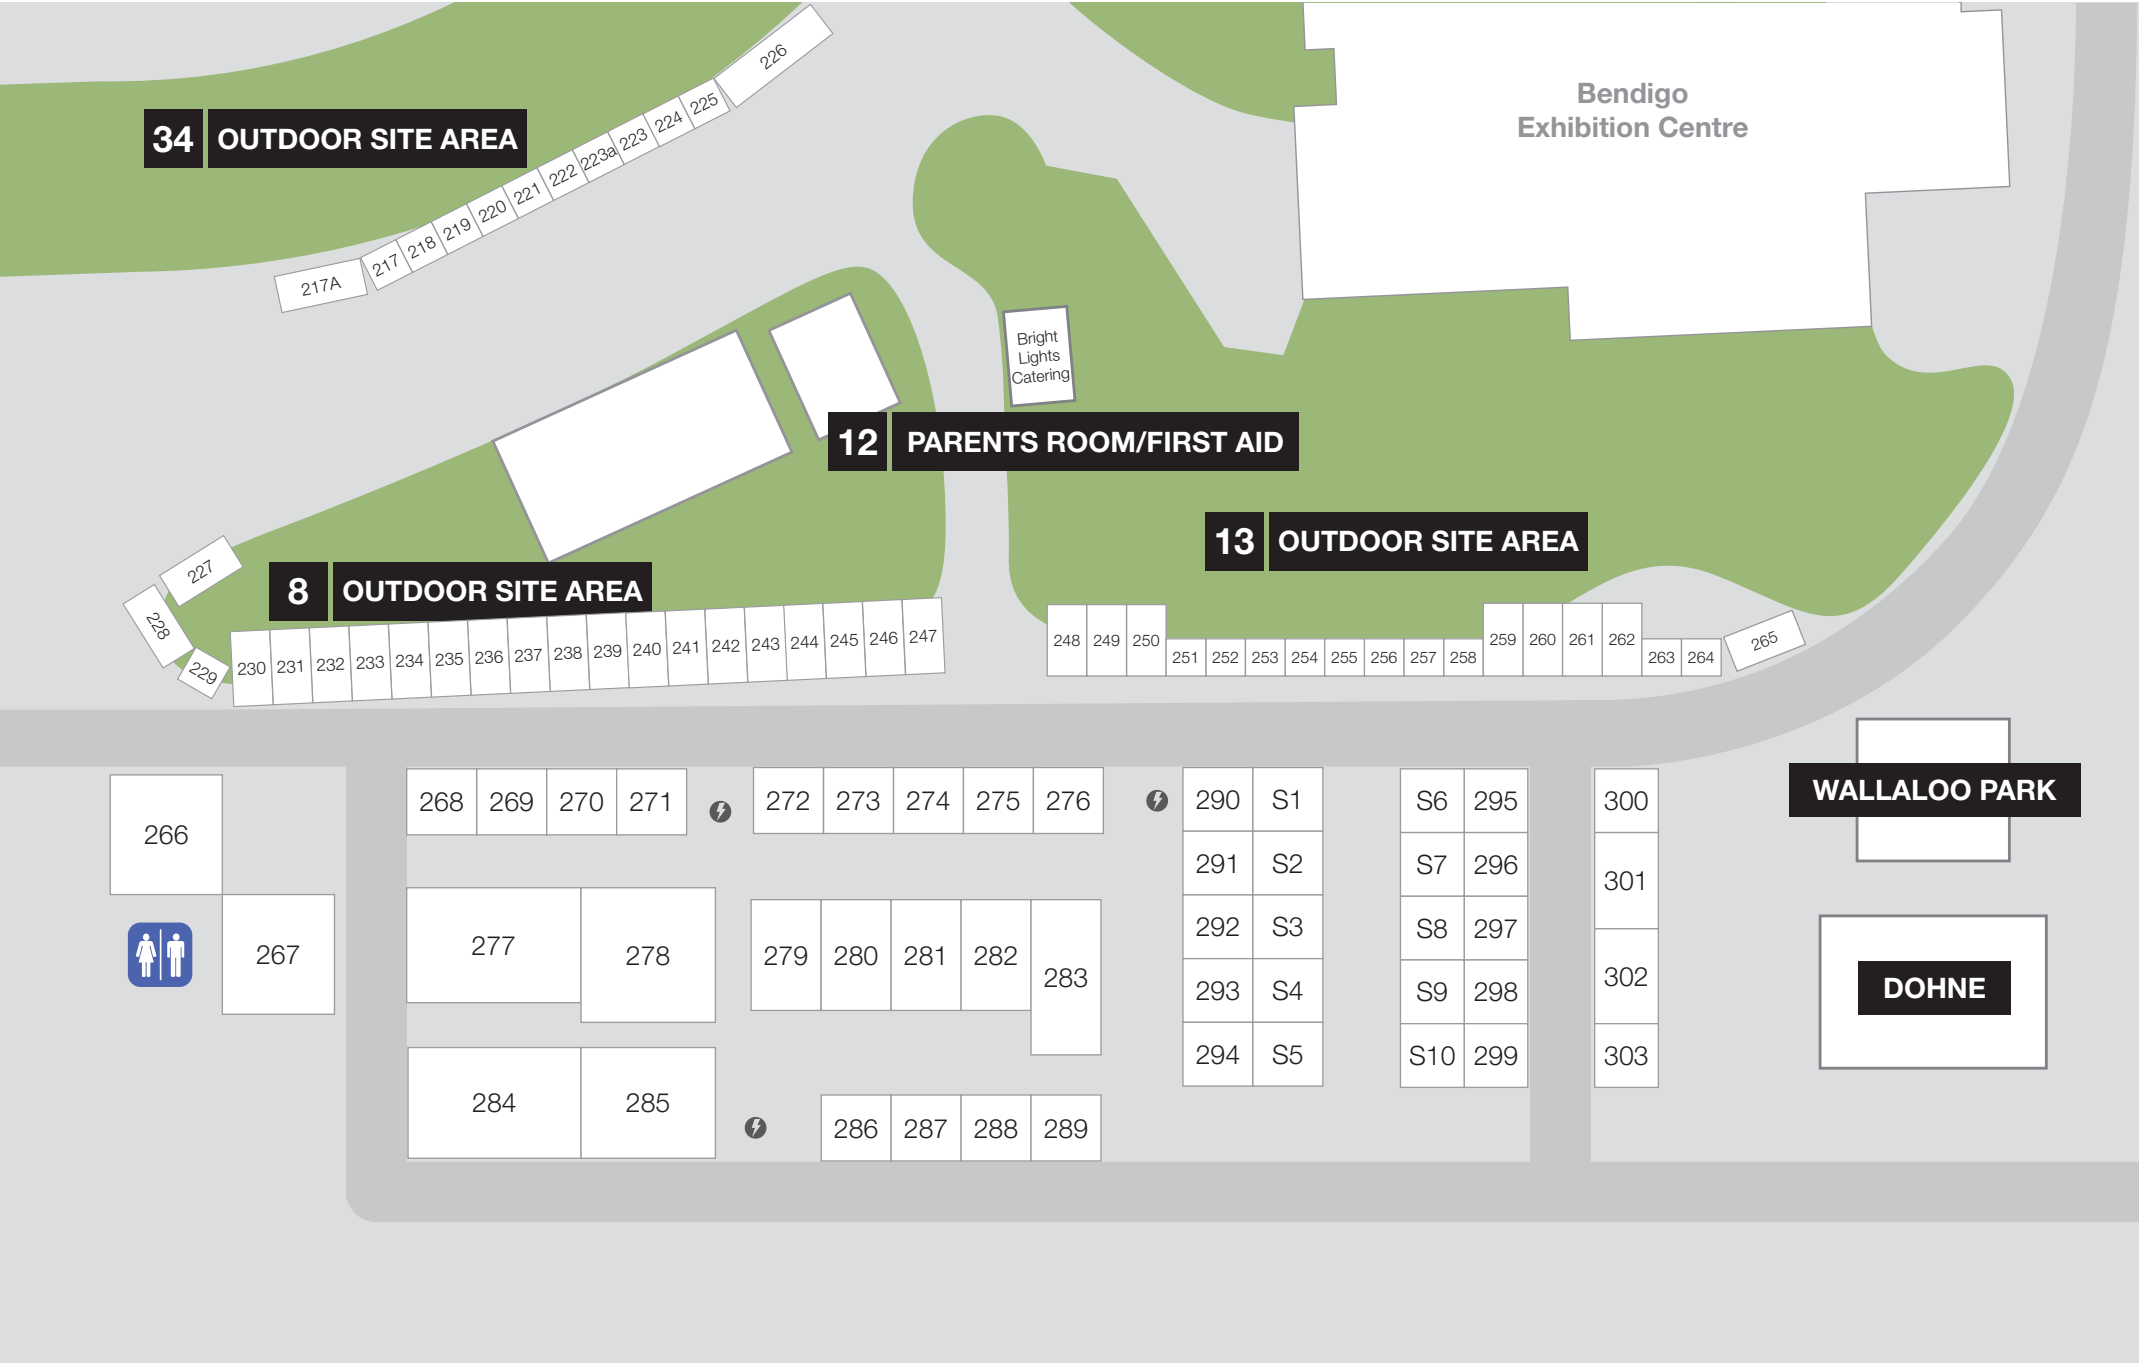 226
Bendigo
Exhibition Centre
34 OUTDOOR SITE AREA
217A
217
218
219
220
221
222
223a
223
224
225
Bright
Lights
Catering
12 PARENTS ROOM/FIRST AID
13 OUTDOOR SITE AREA
227
228
229
8 OUTDOOR SITE AREA
230 231 232 233 234 235 236 237 238 239 240 241 242 243 244 245 246 247
248 249 250 251 252 253 254 255 256 257 258 259 260 261 262 263 264 265
WALLALOO PARK
266
267
268 269 270 271
272 273 274 275 276
290 S1
291 S2
292 S3
293 S4
294 S5
S6 295
S7 296
S8 297
S9 298
S10 299
300
301
302
303
277 278
279 280 281 282 283
DOHNE
284 285
286 287 288 289